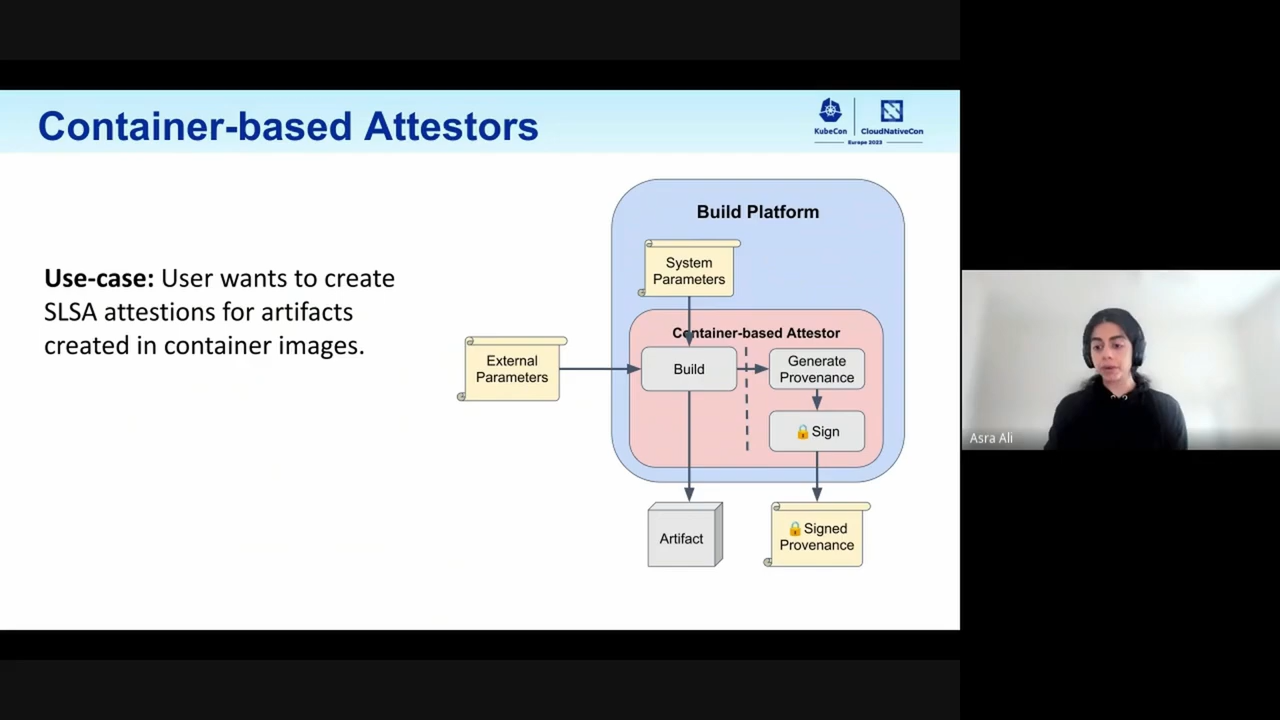 Container-based Attestors
KubeCon
CloudNativeCon
Europe 2023
Use-case: User wants to create
SLSA attestions for artifacts
created in container images.
Build Platform
System
Parameters
Container-based Attestor
External
Parameters
Build
Generate
Provenance
🔒Sign
Artifact
🔒Signed
Provenance
Asra Ali